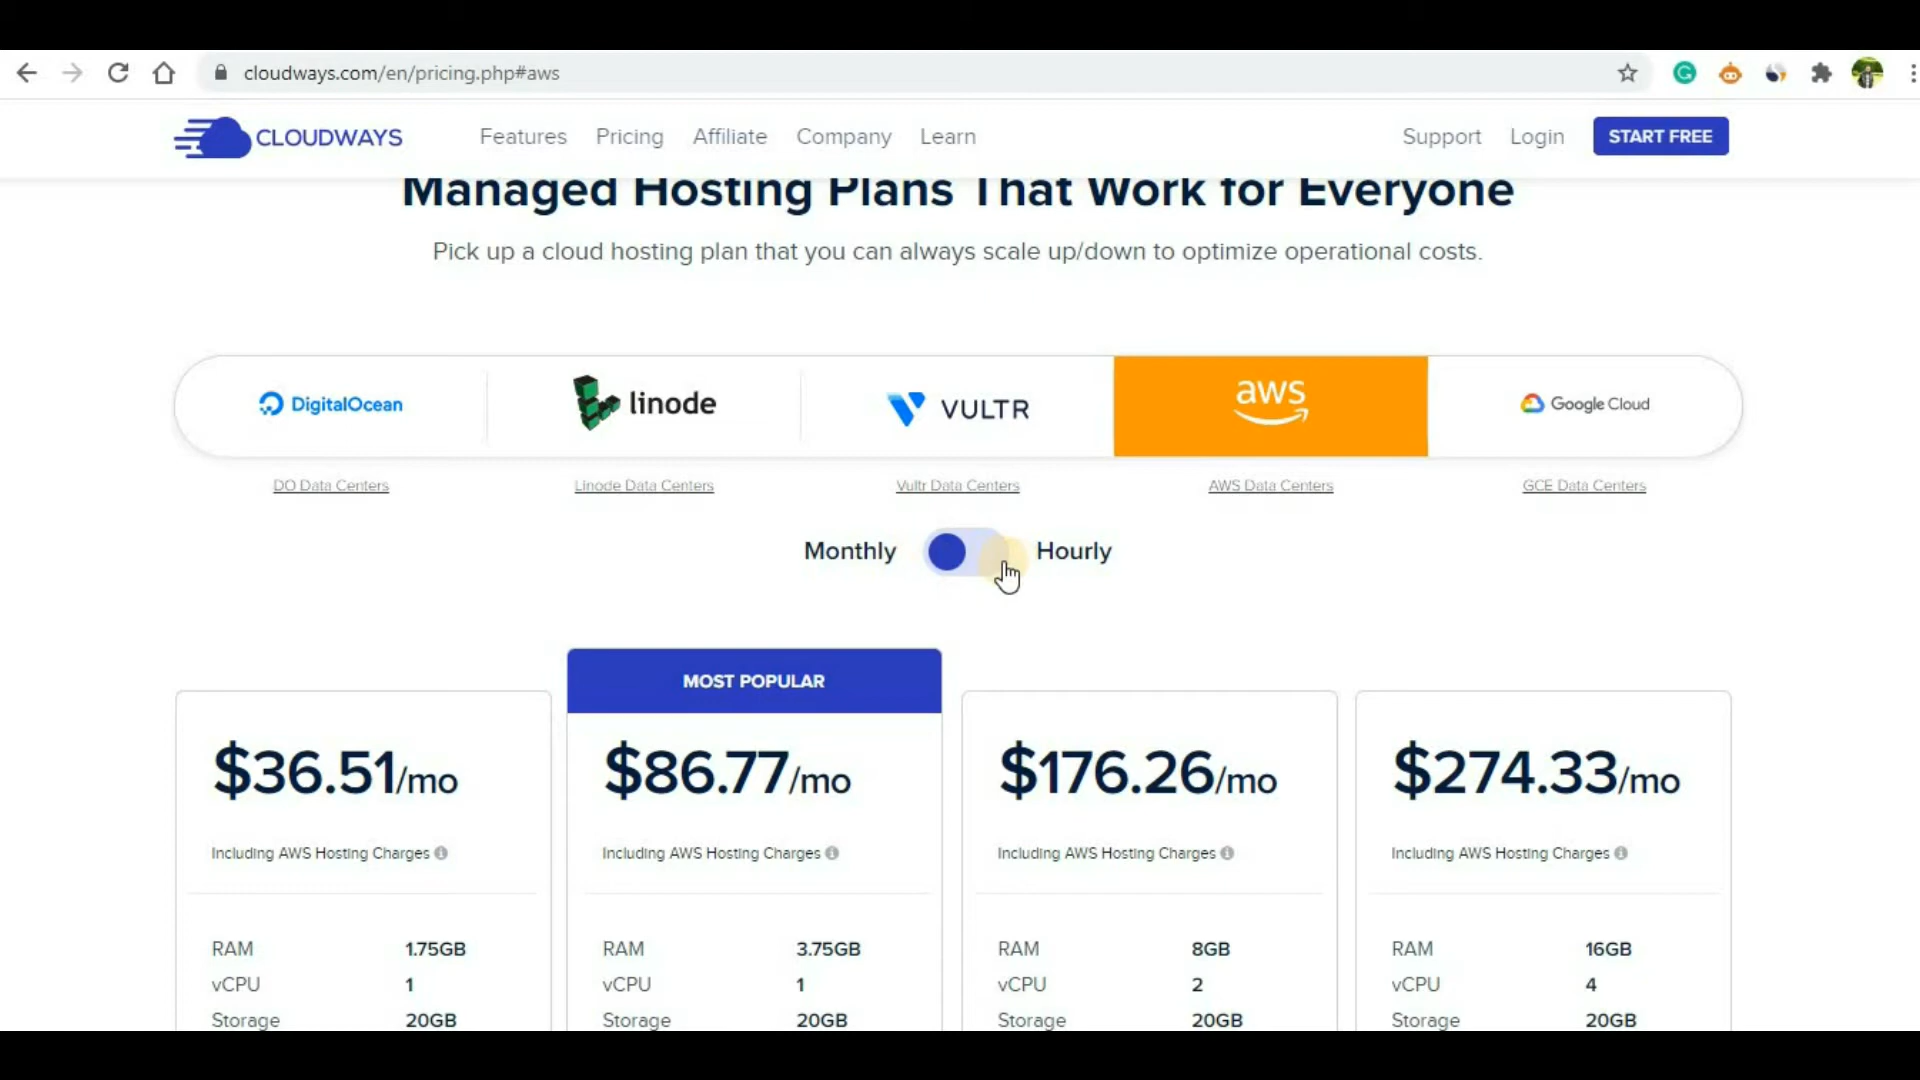 cloudways.com/en/pricing.php#aws
CLOUDWAYS Features Pricing Affiliate Company Learn Support Login START FREE
Managed Hosting Plans That Work for Everyone
Pick up a cloud hosting plan that you can always scale up/down to optimize operational costs.
DigitalOcean linode VULTR aws Google Cloud
DO Data Centers Linode Data Centers Vultr Data Centers AWS Data Centers GCE Data Centers
Monthly Hourly
MOST POPULAR
$36.51/mo $86.77/mo $176.26/mo $274.33/mo
Including AWS Hosting Charges Including AWS Hosting Charges Including AWS Hosting Charges Including AWS Hosting Charges
RAM 1.75GB RAM 3.75GB RAM 8GB RAM 16GB
vCPU 1 vCPU 1 vCPU 2 vCPU 4
Storage 20GB Storage 20GB Storage 20GB Storage 20GB